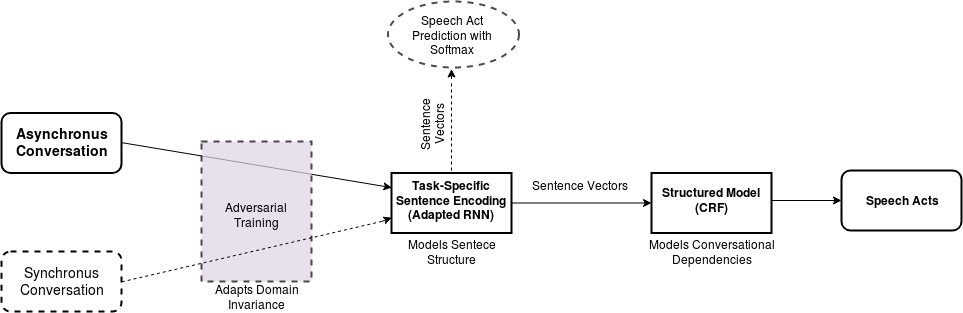 Speech Act
Prediction with
Softmax
Sentence
Vectors
Asynchronus
Conversation
Adversarial
Training
Task-Specific
Sentence Encoding
(Adapted RNN)
Sentence Vectors
Structured Model
(CRF)
Speech Acts
Models Sentece
Structure
Models Conversational
Dependencies
Synchronus
Conversation
Adapts Domain
Invariance